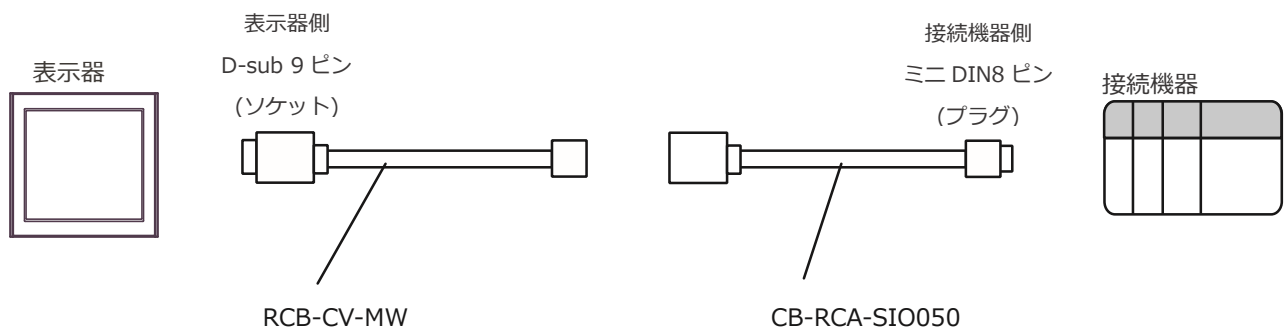 表示器
表示器側
D-sub 9 ピン
(ソケット)
接続機器側
ミニ DIN8 ピン
(プラグ)
接続機器
RCB-CV-MW
CB-RCA-SIO050